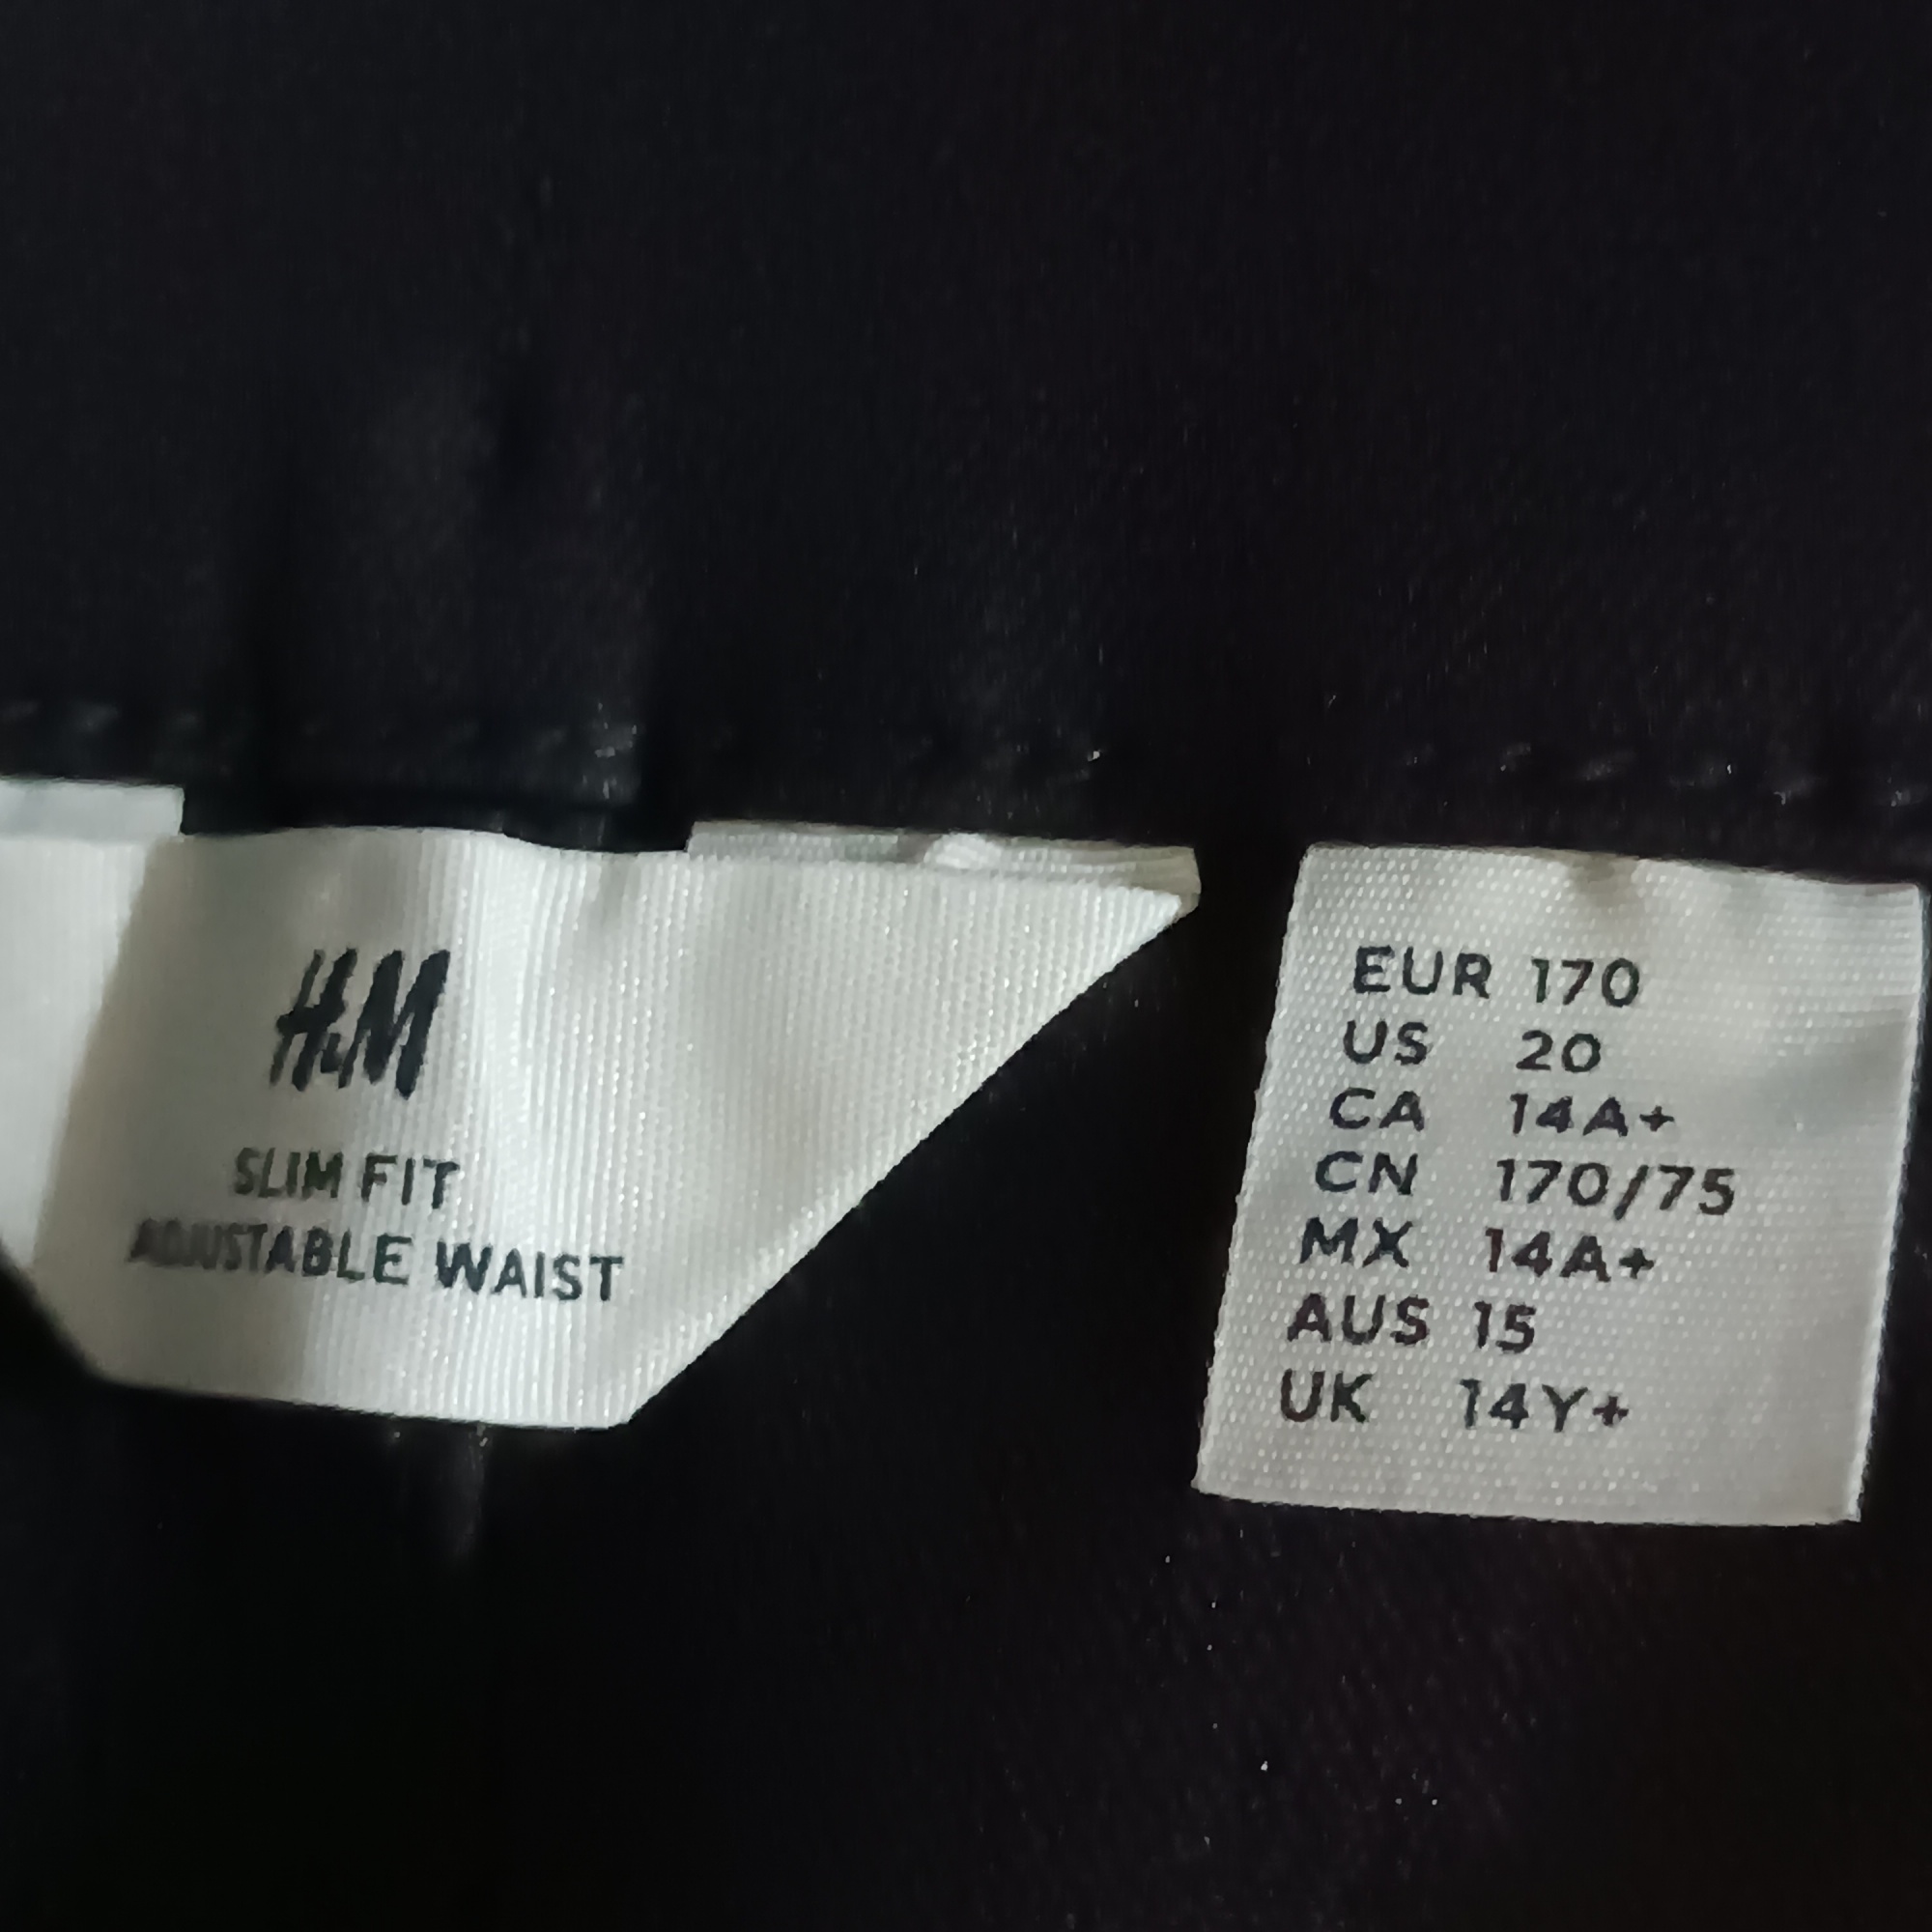 H&M
SLIM FIT
ADJUSTABLE WAIST
EUR 170
US 20
CA 14A+
CN 170/75
MX 14A+
AUS 15
UK 14Y+